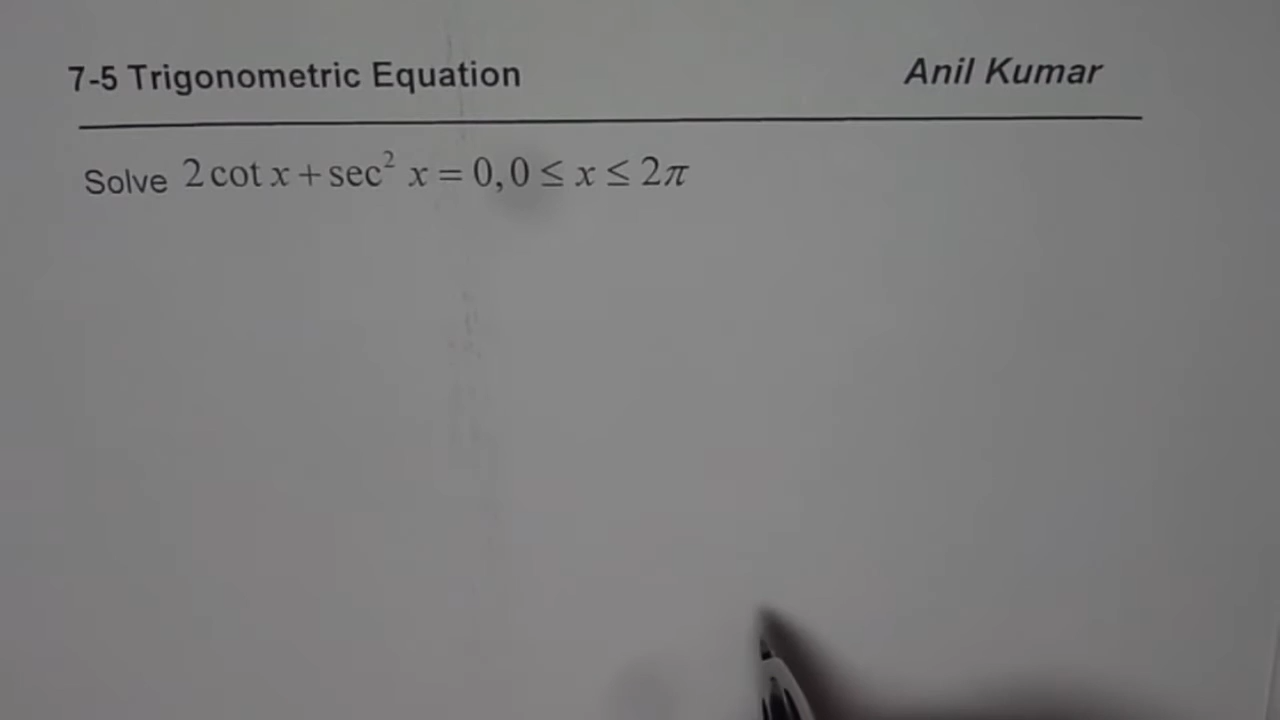 7-5 Trigonometric Equation Anil Kumar
Solve 2 cot x + sec² x = 0, 0 ≤ x ≤ 2π